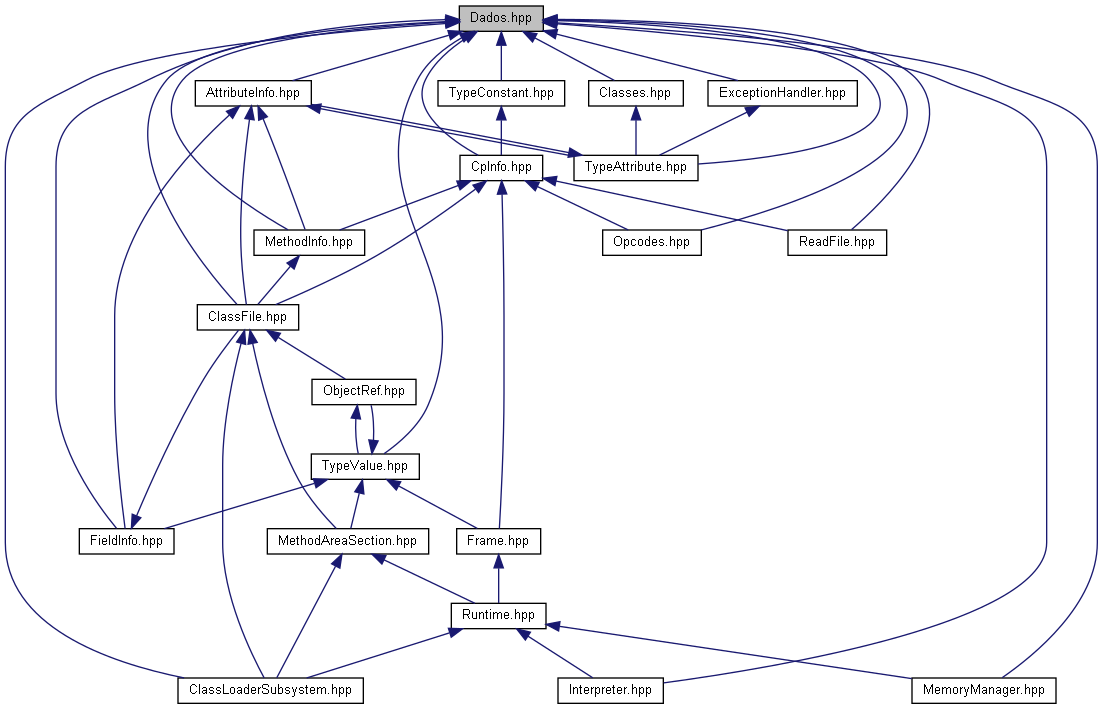 Dados.hpp
AttributeInfo.hpp
TypeConstant.hpp
Classes.hpp
ExceptionHandler.hpp
CpInfo.hpp
TypeAttribute.hpp
MethodInfo.hpp
Opcodes.hpp
ReadFile.hpp
ClassFile.hpp
ObjectRef.hpp
TypeValue.hpp
FieldInfo.hpp
MethodAreaSection.hpp
Frame.hpp
Runtime.hpp
ClassLoaderSubsystem.hpp
Interpreter.hpp
MemoryManager.hpp